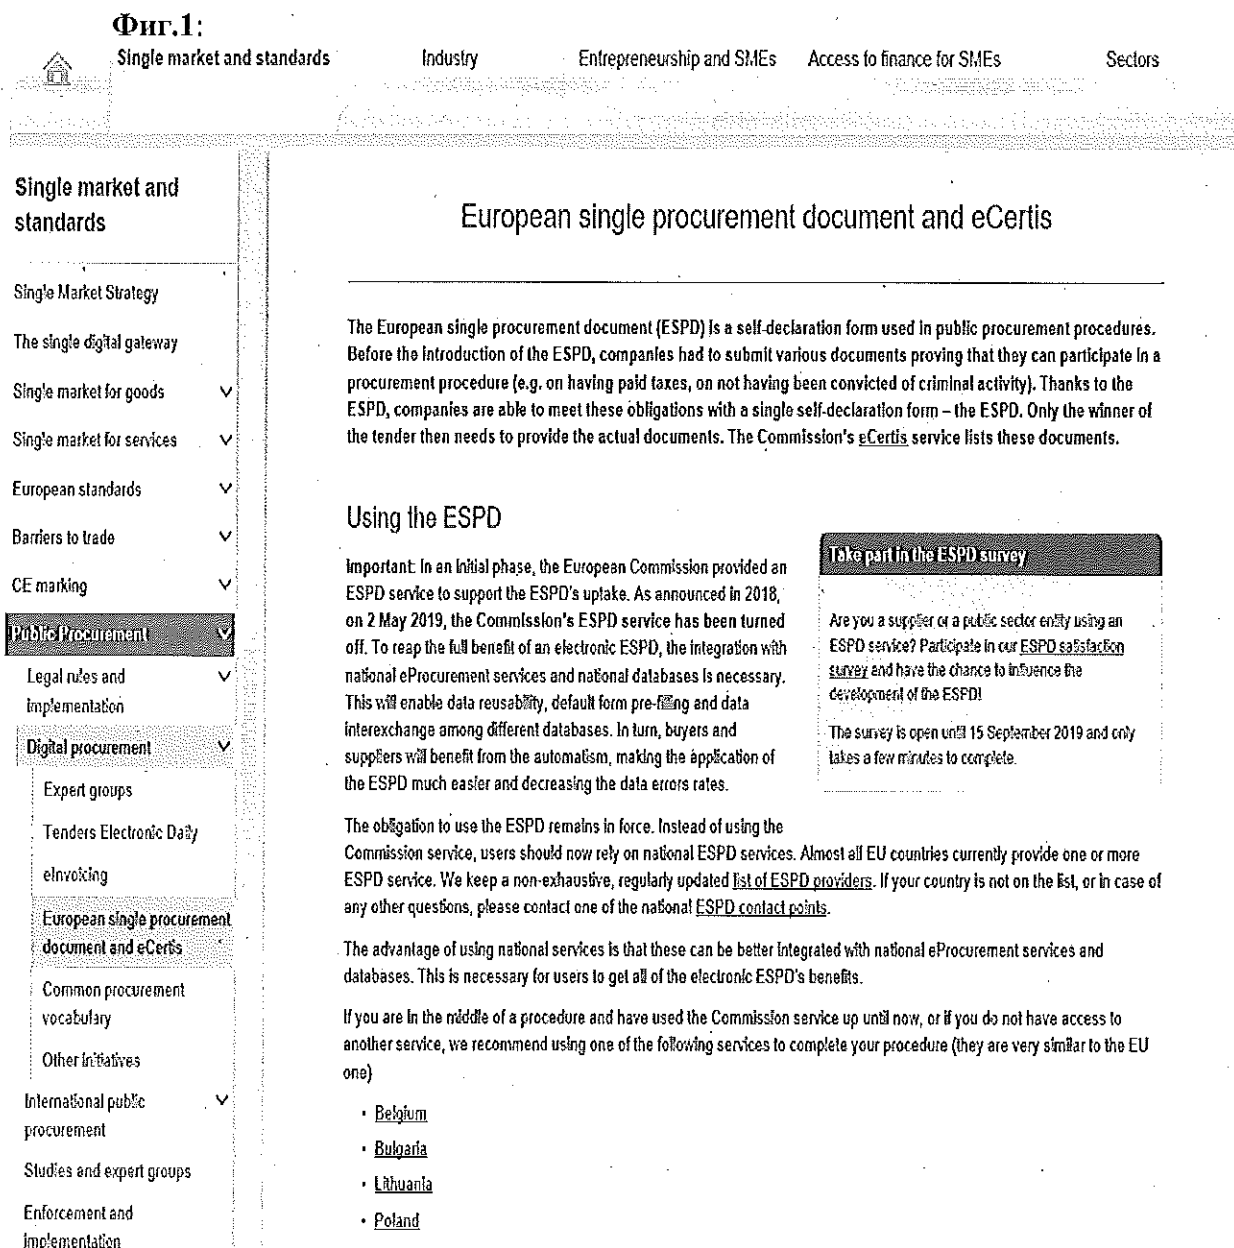 Фиг.1:
Single market and standards Industry Entrepreneurship and SMEs Access to finance for SMEs Sectors
Single market and
standards
Single Market Strategy
The single digital gateway
Single market for goods
Single market for services
European standards
Barriers to trade
CE marking
Public Procurement
Legal rules and
implementation
Digital procurement
Expert groups
Tenders Electronic Daily
eInvoicing
European single procurement
document and eCertis
Common procurement
vocabulary
Other initiatives
International public
procurement
Studies and expert groups
Enforcement and
implementation
European single procurement document and eCertis
The European single procurement document (ESPD) is a self-declaration form used in public procurement procedures.
Before the introduction of the ESPD, companies had to submit various documents proving that they can participate in a
procurement procedure (e.g. on having paid taxes, on not having been convicted of criminal activity). Thanks to the
ESPD, companies are able to meet these obligations with a single self-declaration form – the ESPD. Only the winner of
the tender then needs to provide the actual documents. The Commission's eCertis service lists these documents.
Using the ESPD
Important: In an initial phase, the European Commission provided an
ESPD service to support the ESPD's uptake. As announced in 2018,
on 2 May 2019, the Commission's ESPD service has been turned
off. To reap the full benefit of an electronic ESPD, the integration with
national eProcurement services and national databases is necessary.
This will enable data reusability, default form pre-filling and data
interexchange among different databases. In turn, buyers and
suppliers will benefit from the automatism, making the application of
the ESPD much easier and decreasing the data errors rates.
Take part in the ESPD survey
Are you a supplier or a public sector entity using an
ESPD service? Participate in our ESPD satisfaction
survey and have the chance to influence the
development of the ESPD!
The survey is open until 15 September 2019 and only
takes a few minutes to complete.
The obligation to use the ESPD remains in force. Instead of using the
Commission service, users should now rely on national ESPD services. Almost all EU countries currently provide one or more
ESPD service. We keep a non-exhaustive, regularly updated list of ESPD providers. If your country is not on the list, or in case of
any other questions, please contact one of the national ESPD contact points.
The advantage of using national services is that these can be better integrated with national eProcurement services and
databases. This is necessary for users to get all of the electronic ESPD's benefits.
If you are in the middle of a procedure and have used the Commission service up until now, or if you do not have access to
another service, we recommend using one of the following services to complete your procedure (they are very similar to the EU
one)
• Belgium
• Bulgaria
• Lithuania
• Poland